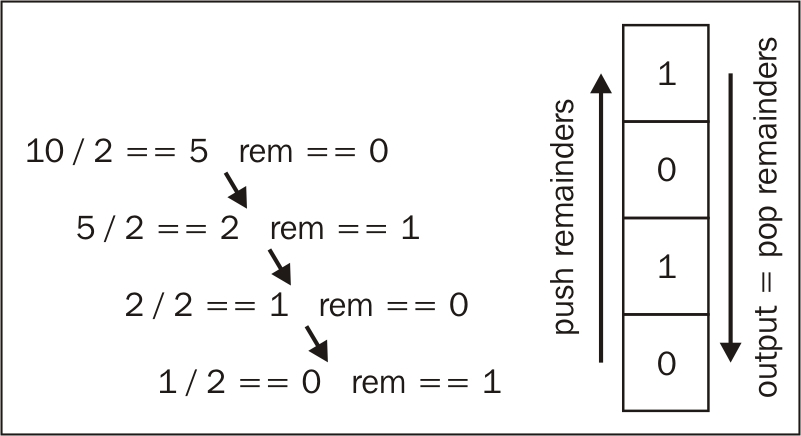 10 / 2 == 5 rem == 0
5 / 2 == 2 rem == 1
2 / 2 == 1 rem == 0
1 / 2 == 0 rem == 1
push remainders
1
0
1
0
output = pop remainders